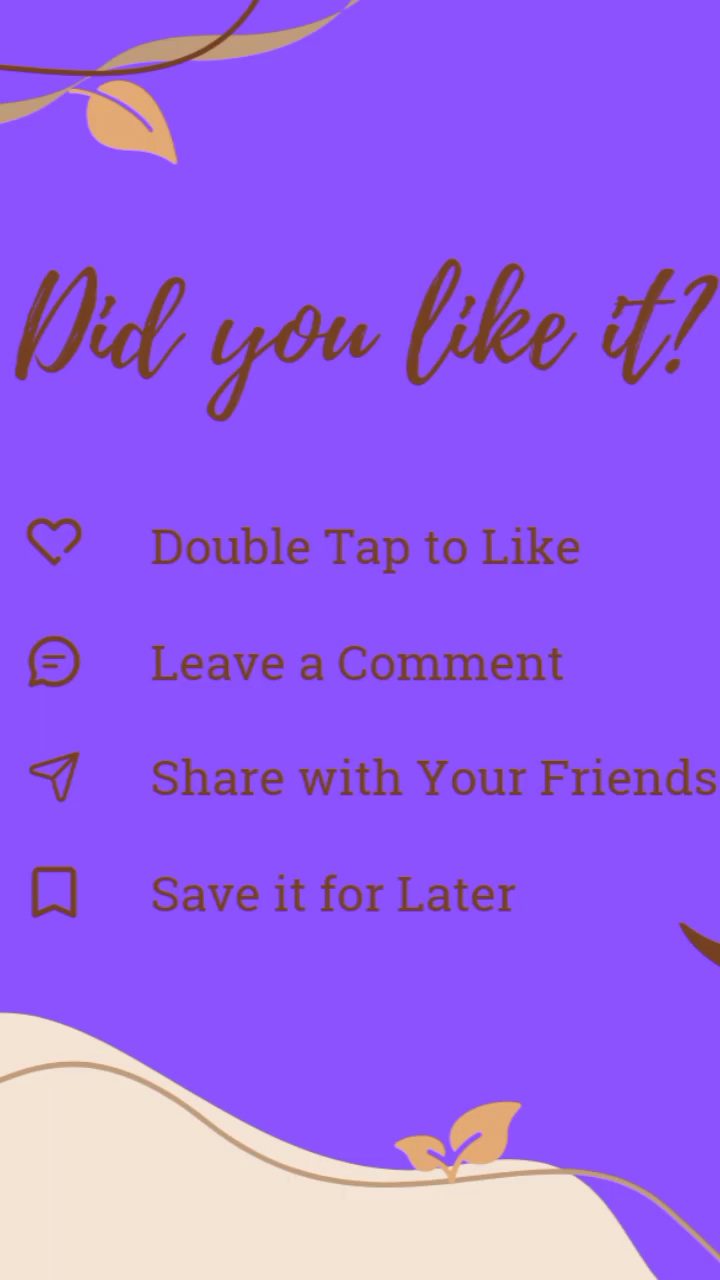 Did you like it?
Double Tap to Like
Leave a Comment
Share with Your Friends
Save it for Later